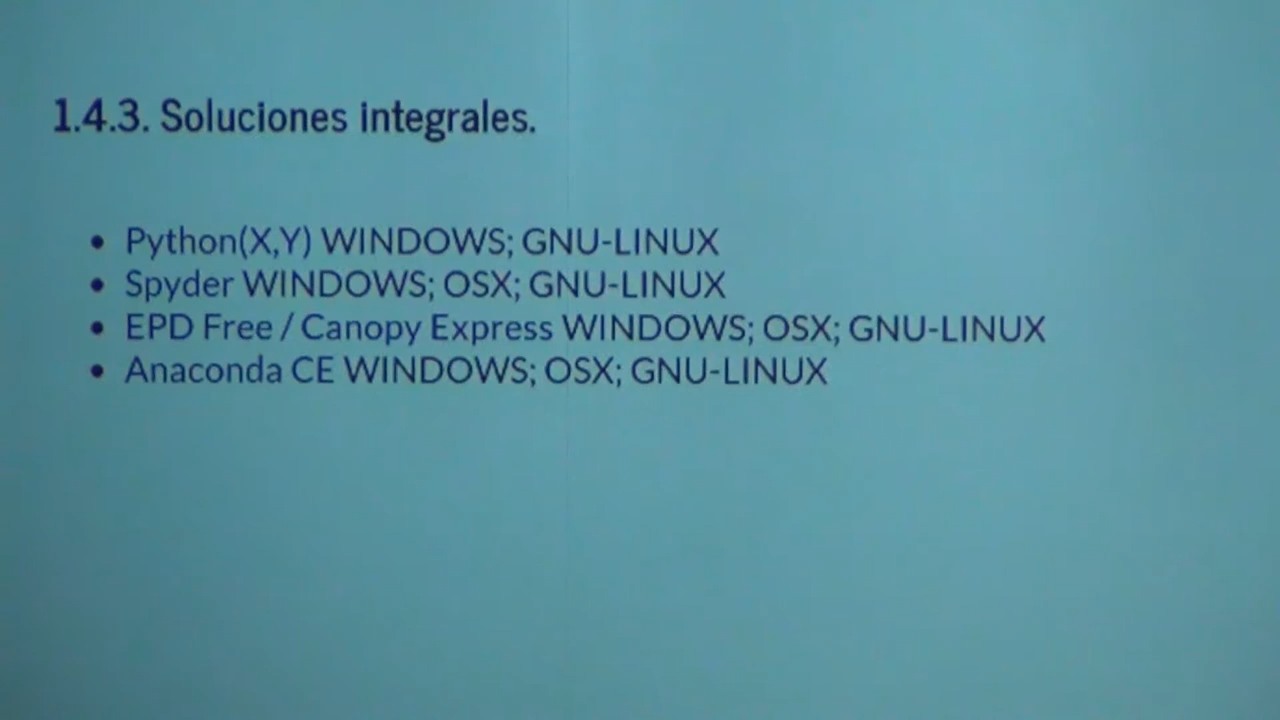 1.4.3. Soluciones integrales.
• Python(X,Y) WINDOWS; GNU-LINUX
• Spyder WINDOWS; OSX; GNU-LINUX
• EPD Free / Canopy Express WINDOWS; OSX; GNU-LINUX
• Anaconda CE WINDOWS; OSX; GNU-LINUX